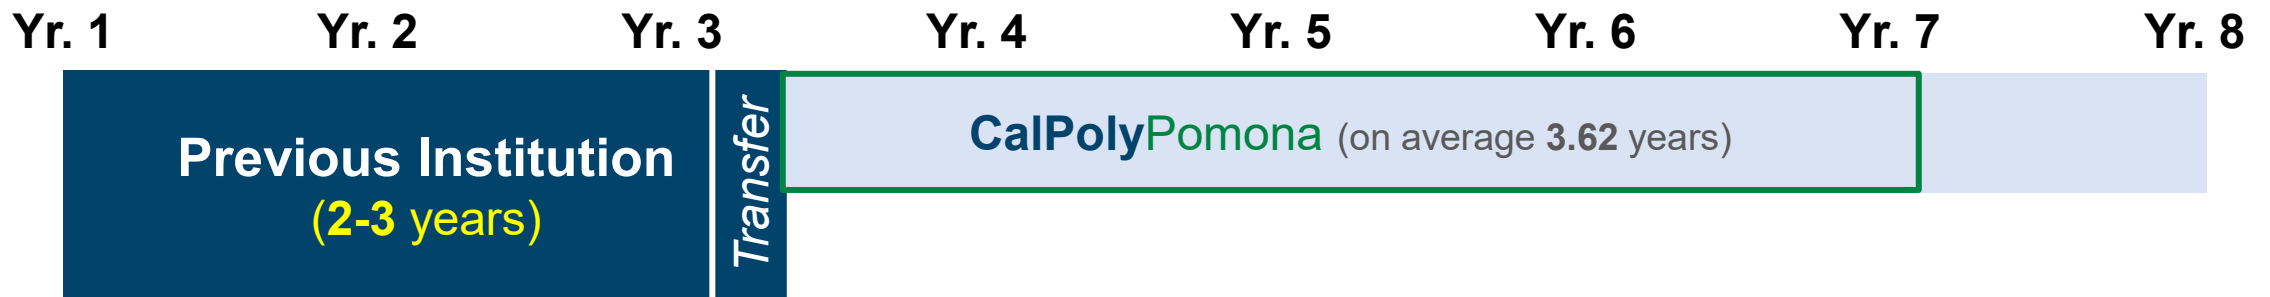 Yr. 1 Yr. 2 Yr. 3 Yr. 4 Yr. 5 Yr. 6 Yr. 7 Yr. 8
Previous Institution
(2-3 years)
Transfer
CalPolyPomona (on average 3.62 years)